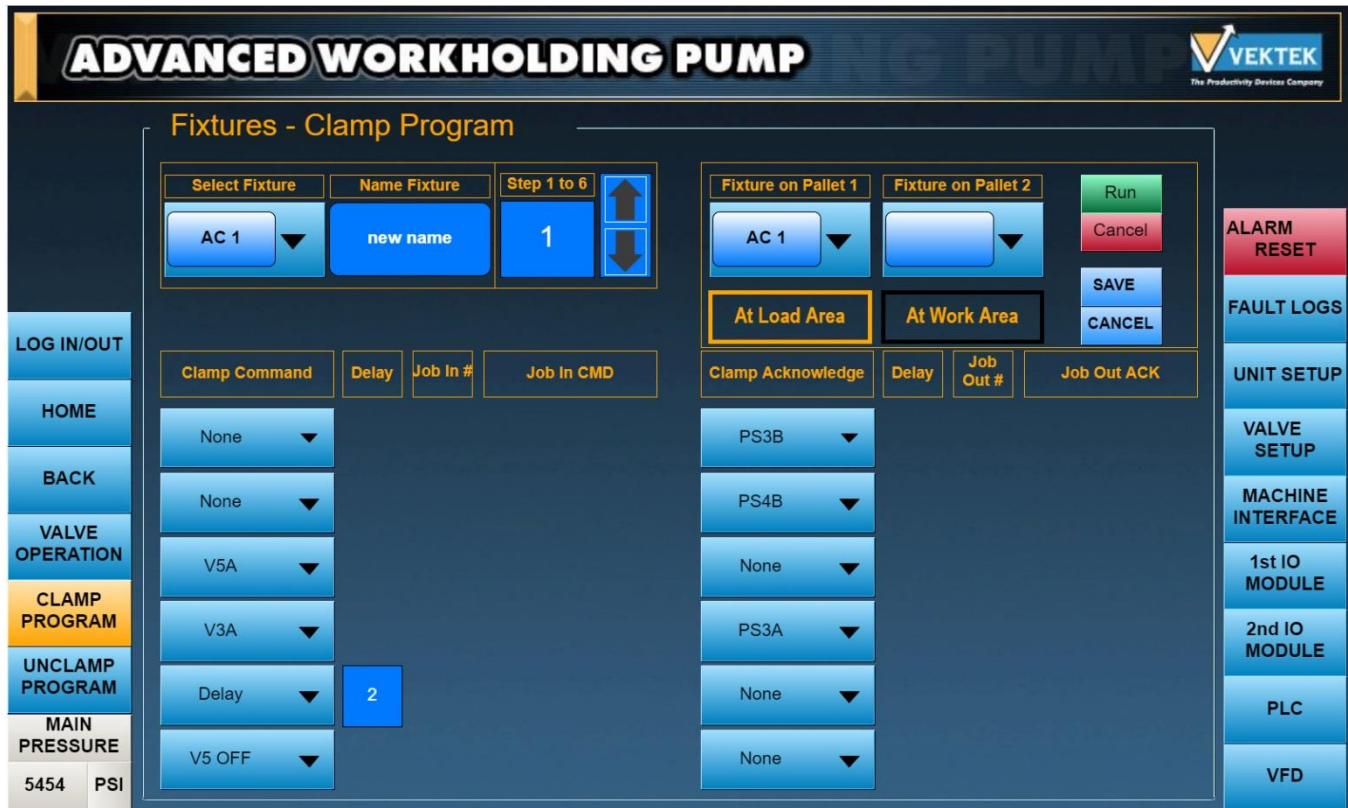 ADVANCED WORKHOLDING PUMP
VEKTEK
The Productivity Devices Company
Fixtures - Clamp Program
Select Fixture
Name Fixture
Step 1 to 6
AC 1
new name
1
Fixture on Pallet 1
Fixture on Pallet 2
AC 1
At Load Area
At Work Area
Run
Cancel
SAVE
CANCEL
Clamp Command
Delay
Job In #
Job In CMD
None
None
V5A
V3A
Delay
2
V5 OFF
Clamp Acknowledge
Delay
Job
Out #
Job Out ACK
PS3B
PS4B
None
PS3A
None
None
LOG IN/OUT
HOME
BACK
VALVE
OPERATION
CLAMP
PROGRAM
UNCLAMP
PROGRAM
MAIN
PRESSURE
5454 PSI
ALARM
RESET
FAULT LOGS
UNIT SETUP
VALVE
SETUP
MACHINE
INTERFACE
1st IO
MODULE
2nd IO
MODULE
PLC
VFD